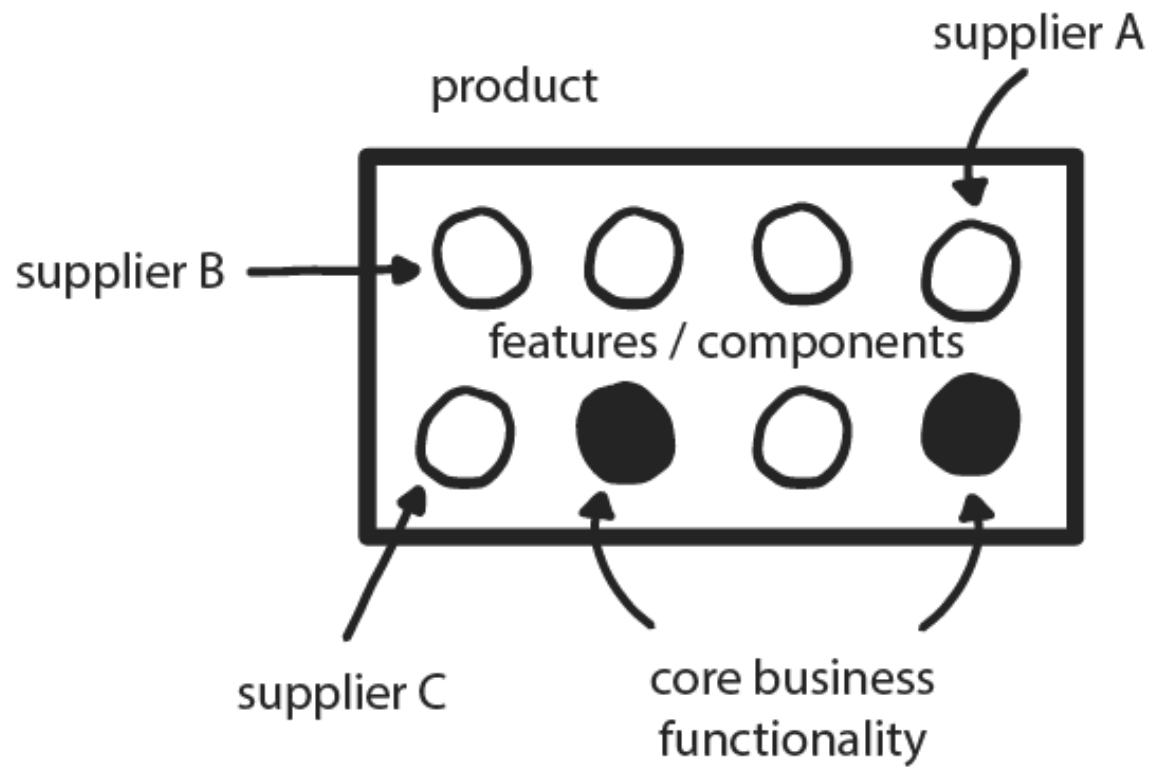 supplier A
product
supplier B
features / components
supplier C
core business
functionality